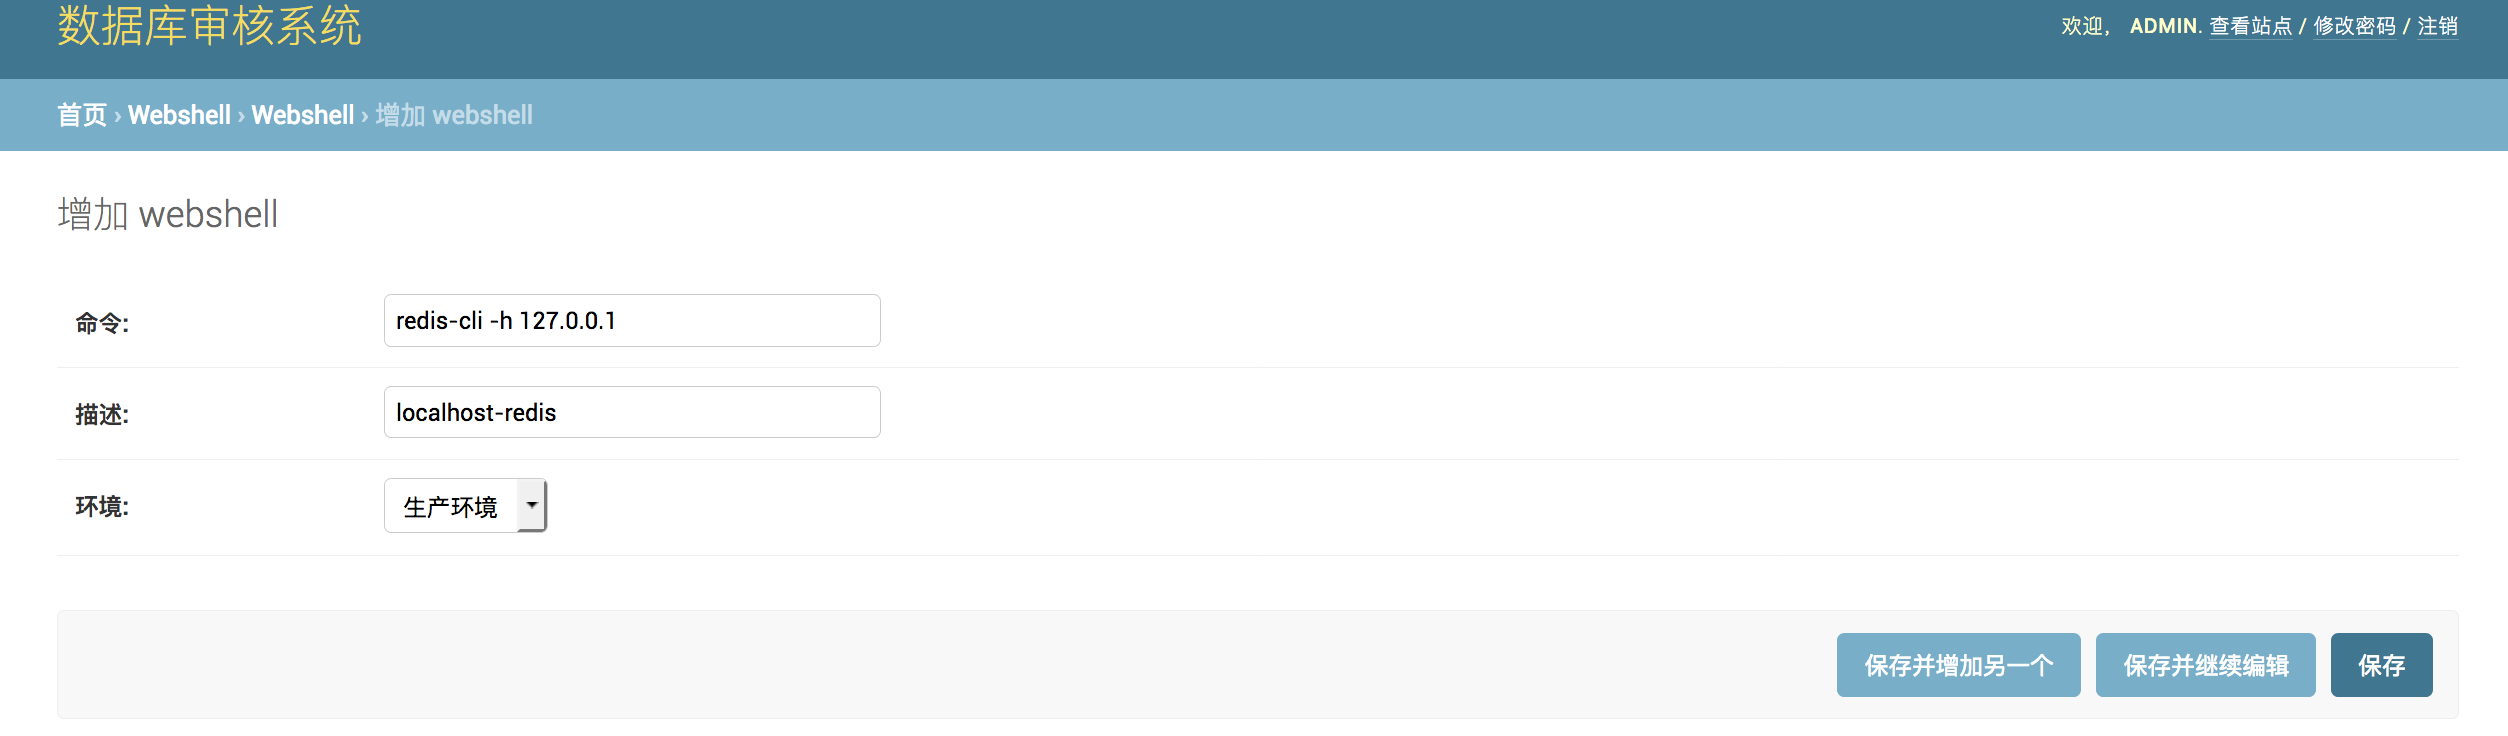 数据库审核系统
欢迎， ADMIN. 查看站点 / 修改密码 / 注销
首页 › Webshell › Webshell › 增加 webshell
增加 webshell
命令: redis-cli -h 127.0.0.1
描述: localhost-redis
环境: 生产环境
保存并增加另一个 保存并继续编辑 保存